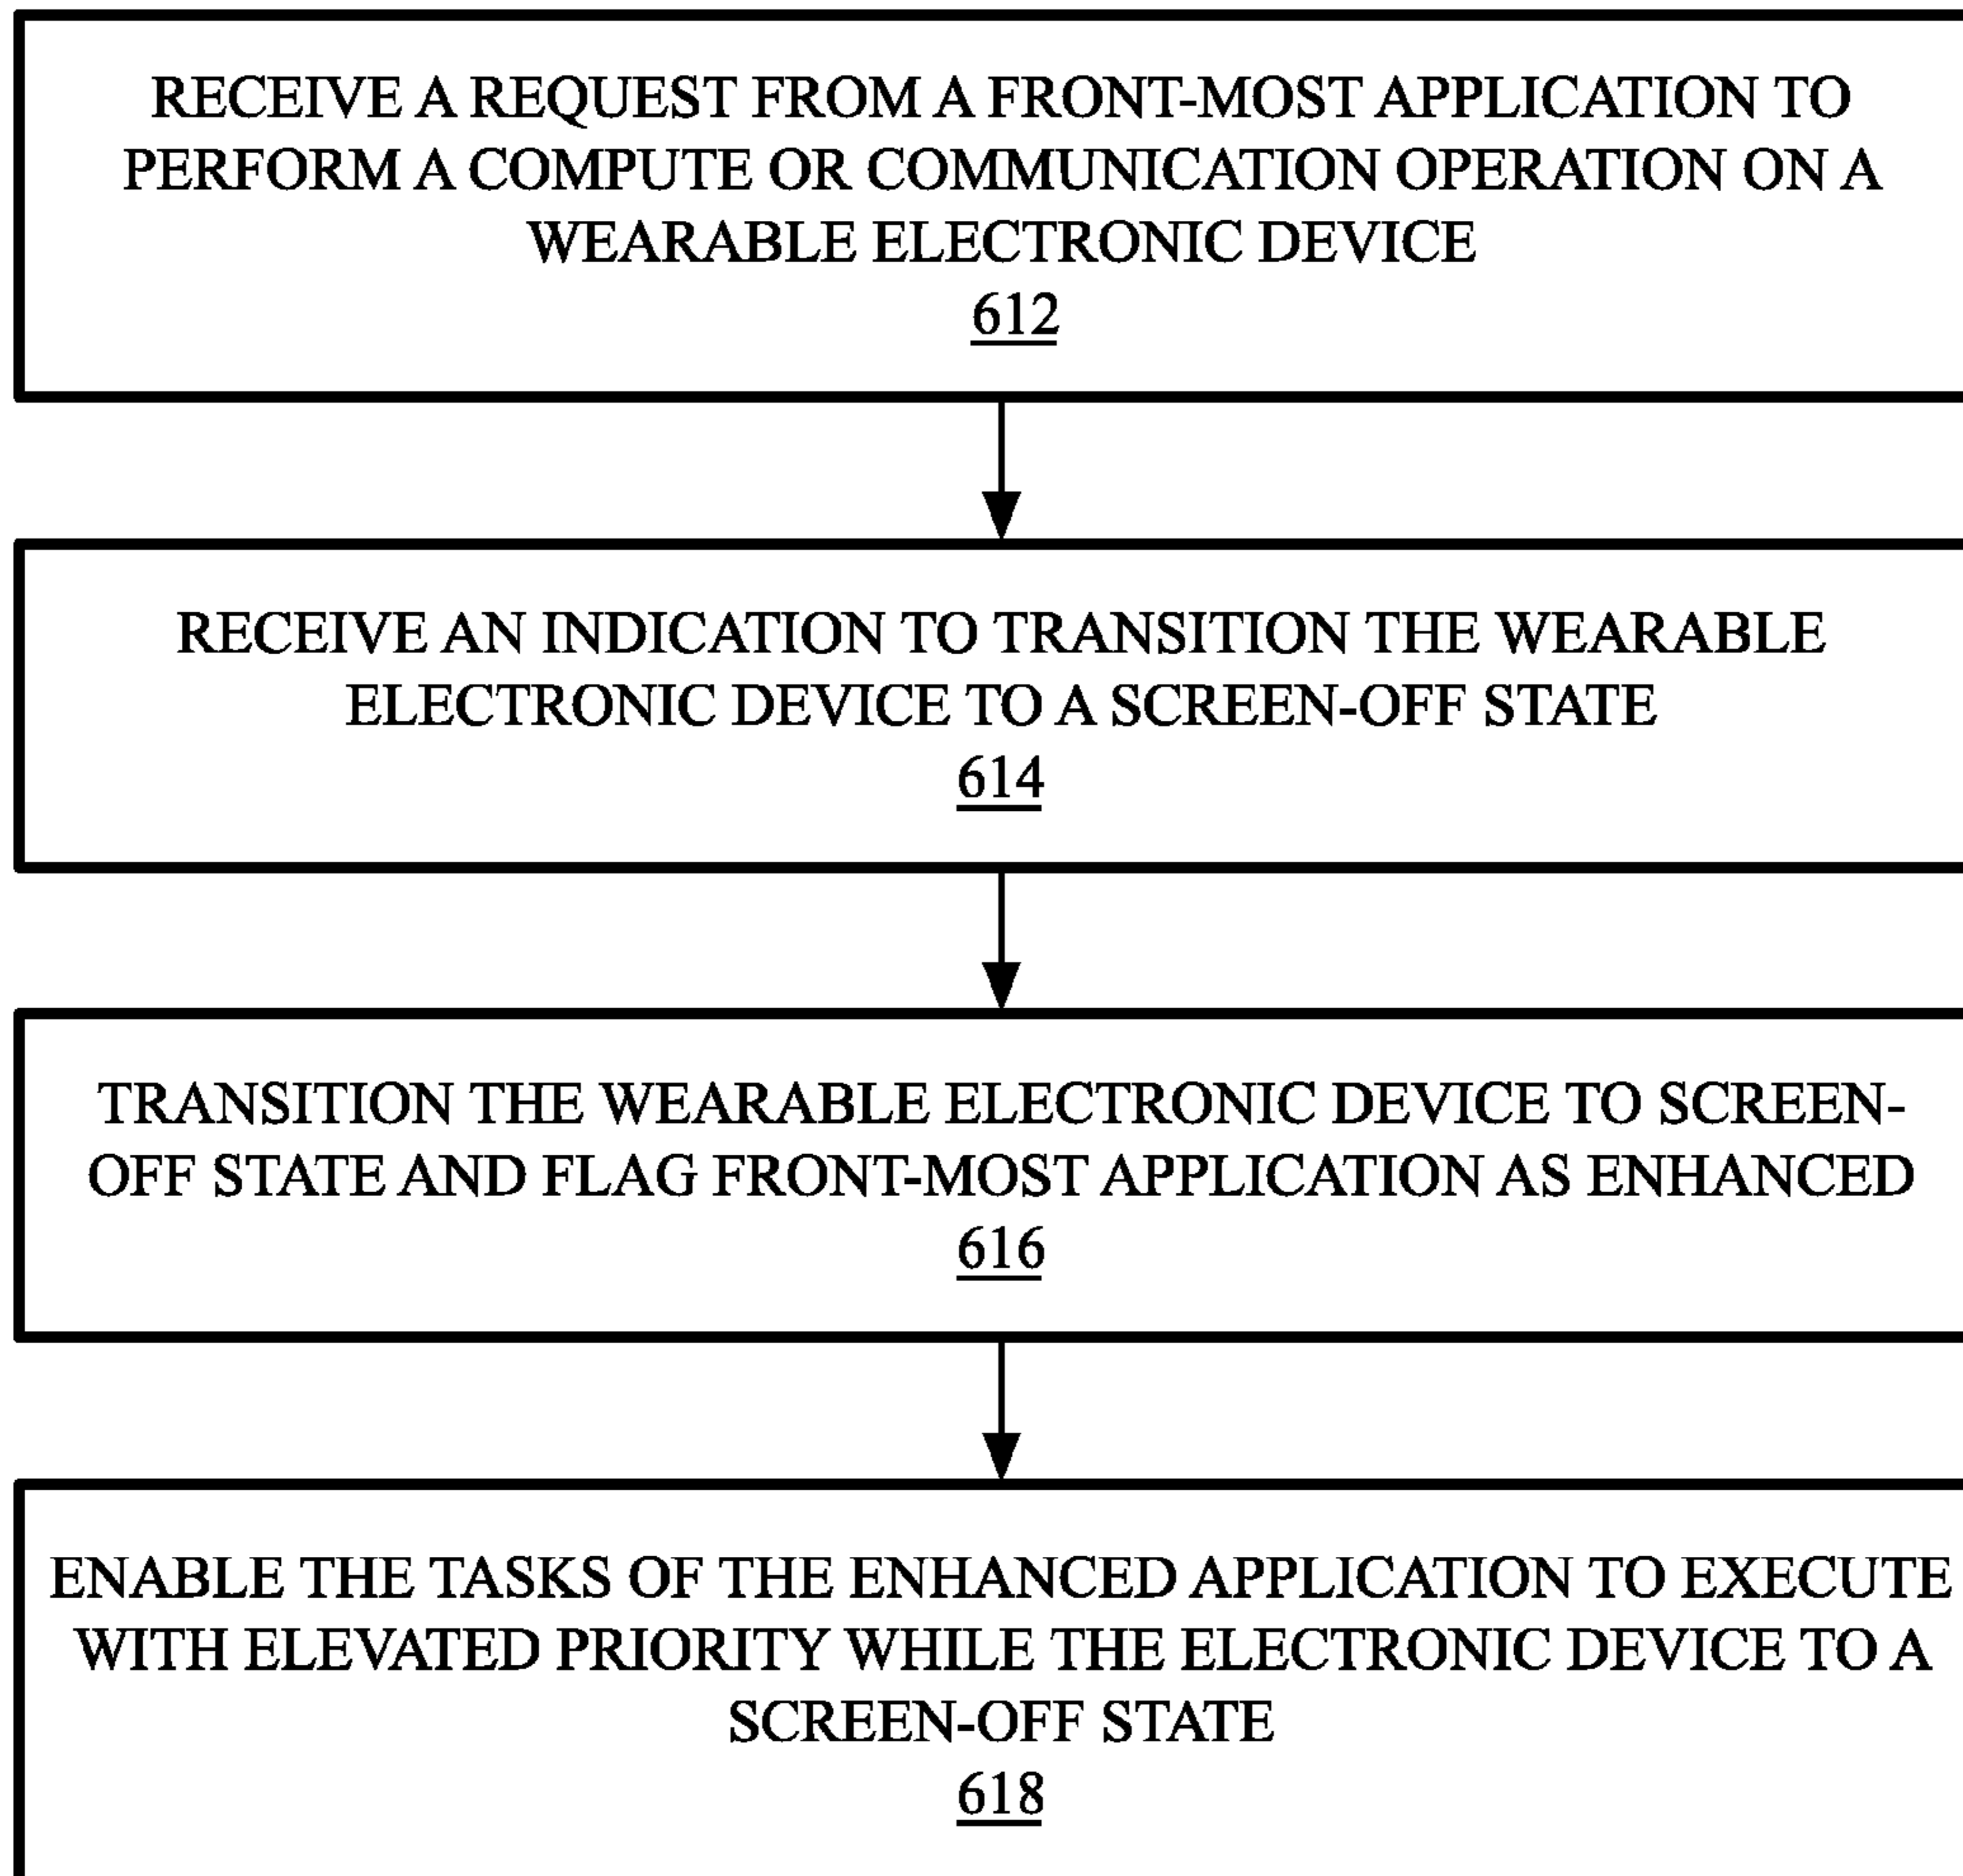 RECEIVE A REQUEST FROM A FRONT-MOST APPLICATION TO
PERFORM A COMPUTE OR COMMUNICATION OPERATION ON A
WEARABLE ELECTRONIC DEVICE
612
RECEIVE AN INDICATION TO TRANSITION THE WEARABLE
ELECTRONIC DEVICE TO A SCREEN-OFF STATE
614
TRANSITION THE WEARABLE ELECTRONIC DEVICE TO SCREEN-
OFF STATE AND FLAG FRONT-MOST APPLICATION AS ENHANCED
616
ENABLE THE TASKS OF THE ENHANCED APPLICATION TO EXECUTE
WITH ELEVATED PRIORITY WHILE THE ELECTRONIC DEVICE TO A
SCREEN-OFF STATE
618